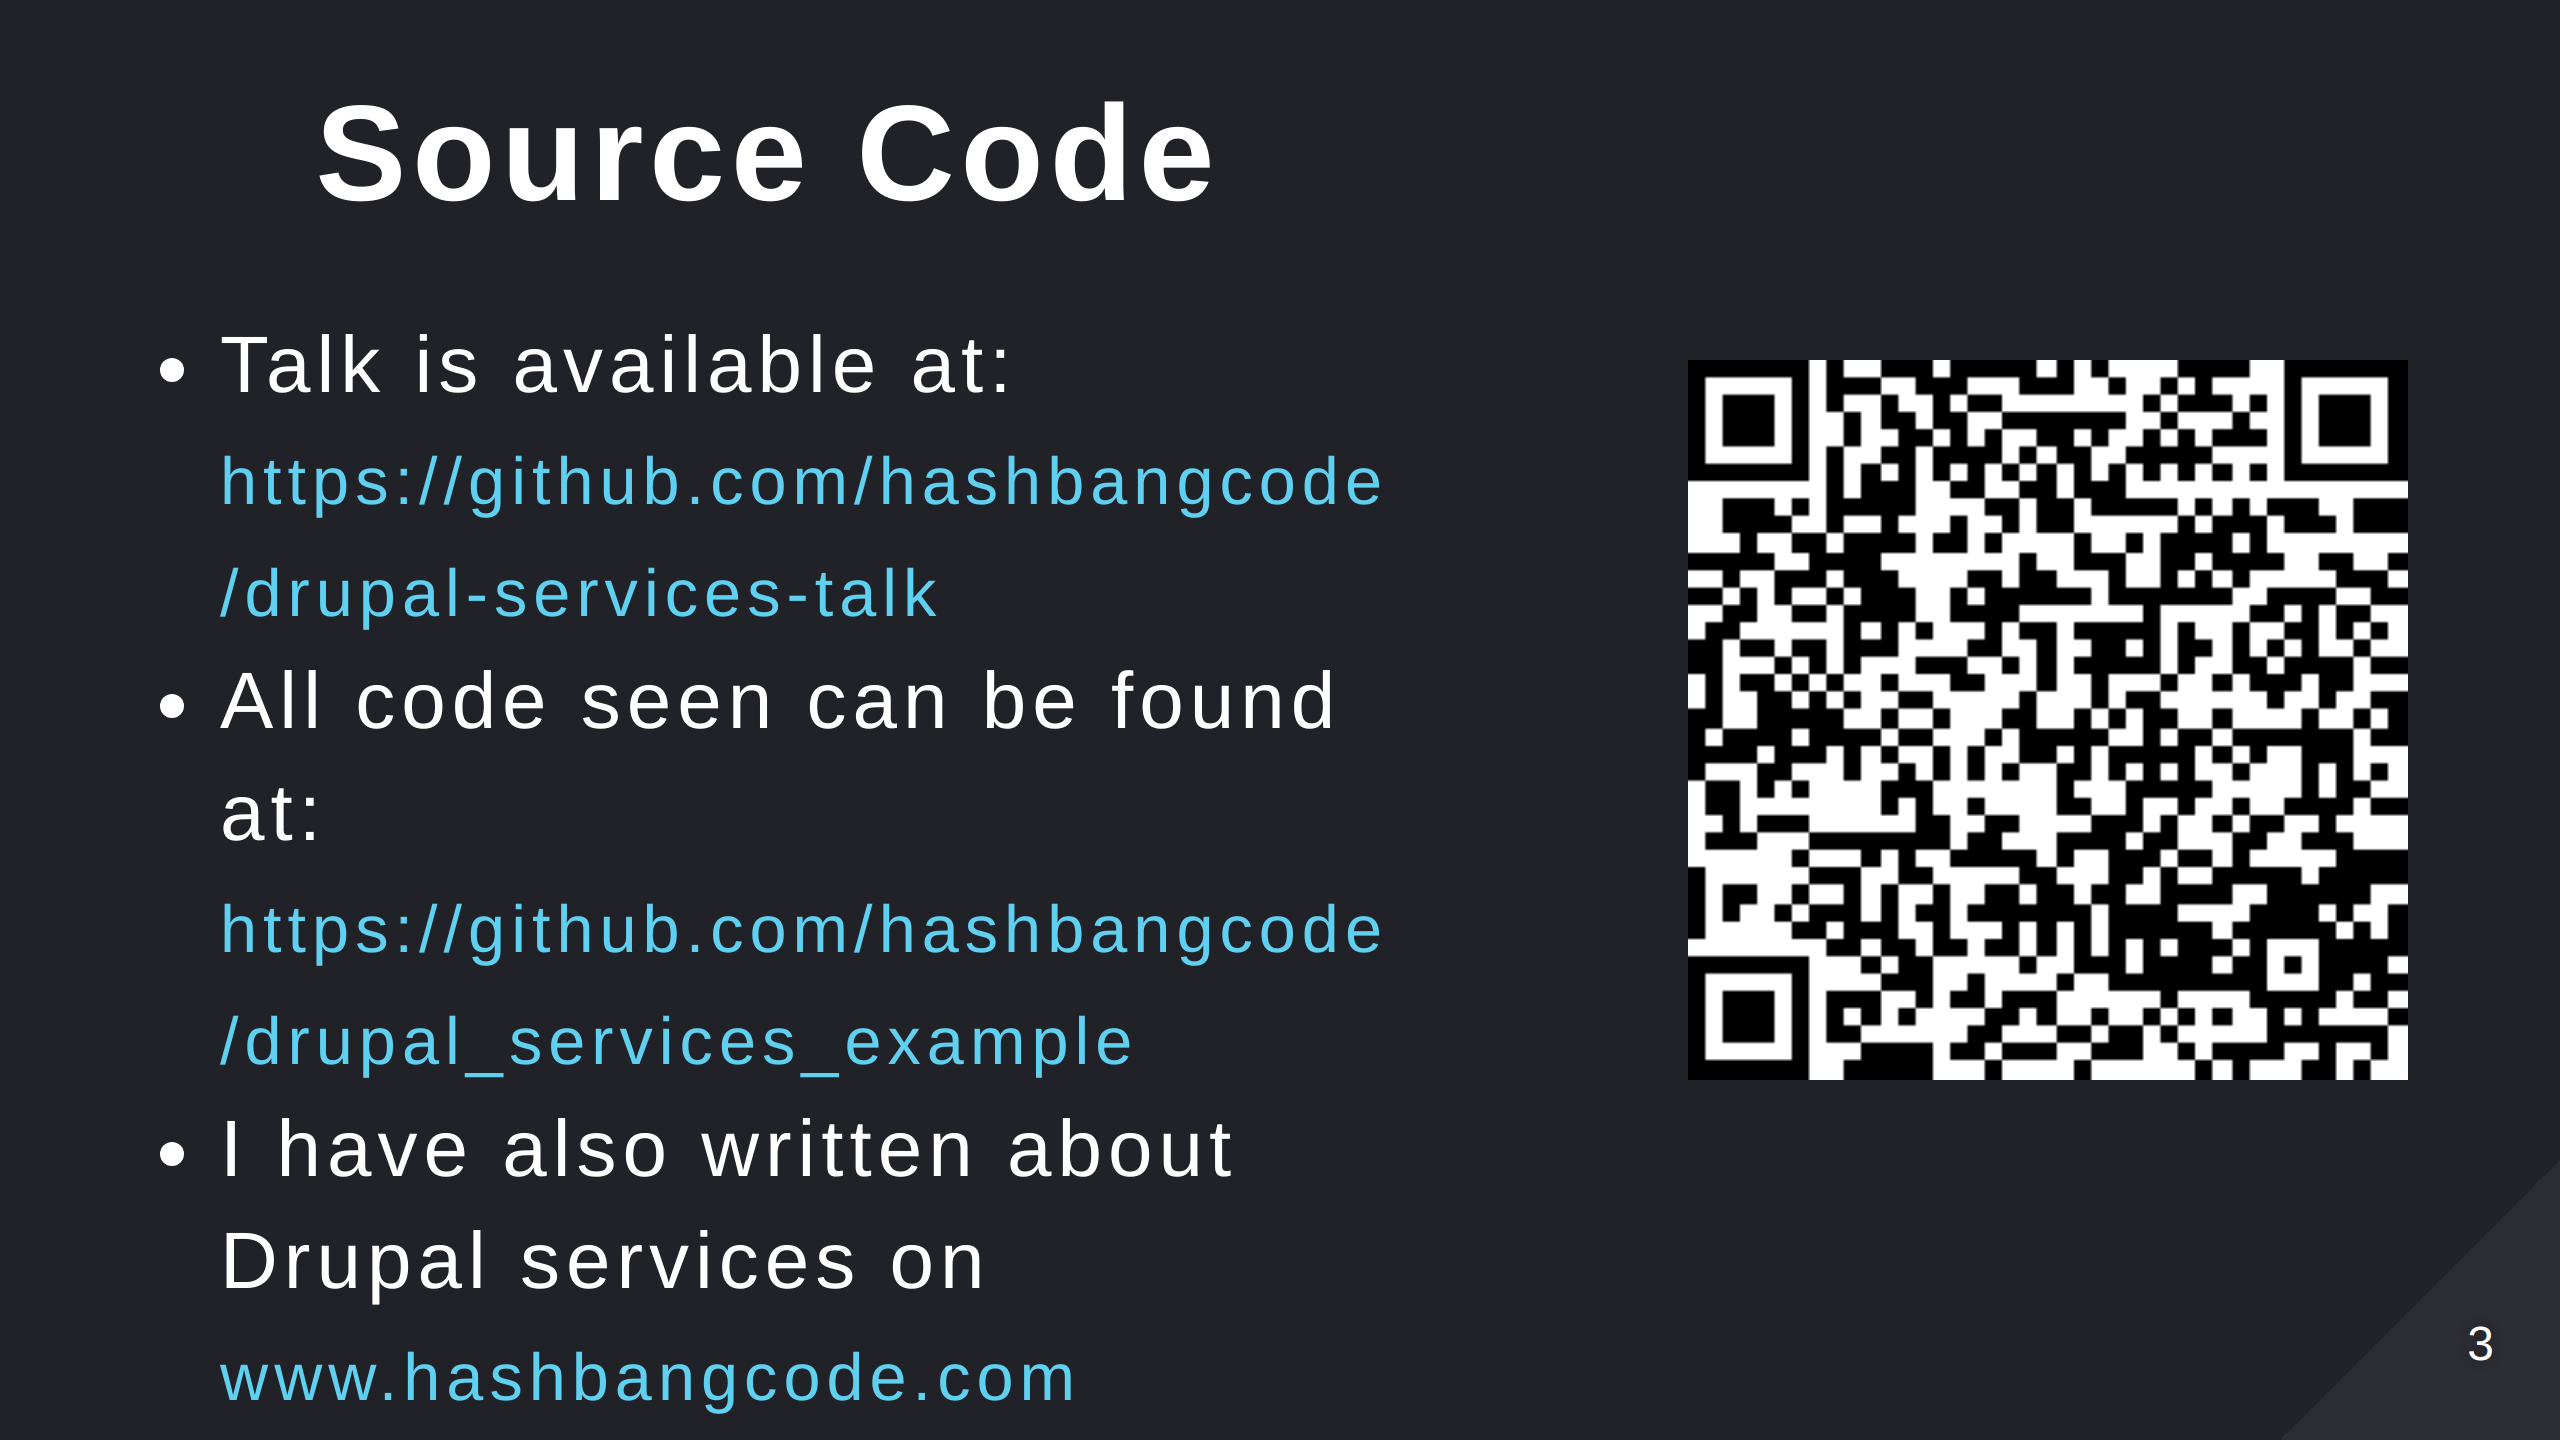 Source Code
Talk is available at:
https://github.com/hashbangcode
/drupal-services-talk
All code seen can be found
at:
https://github.com/hashbangcode
/drupal_services_example
I have also written about
Drupal services on
www.hashbangcode.com
3